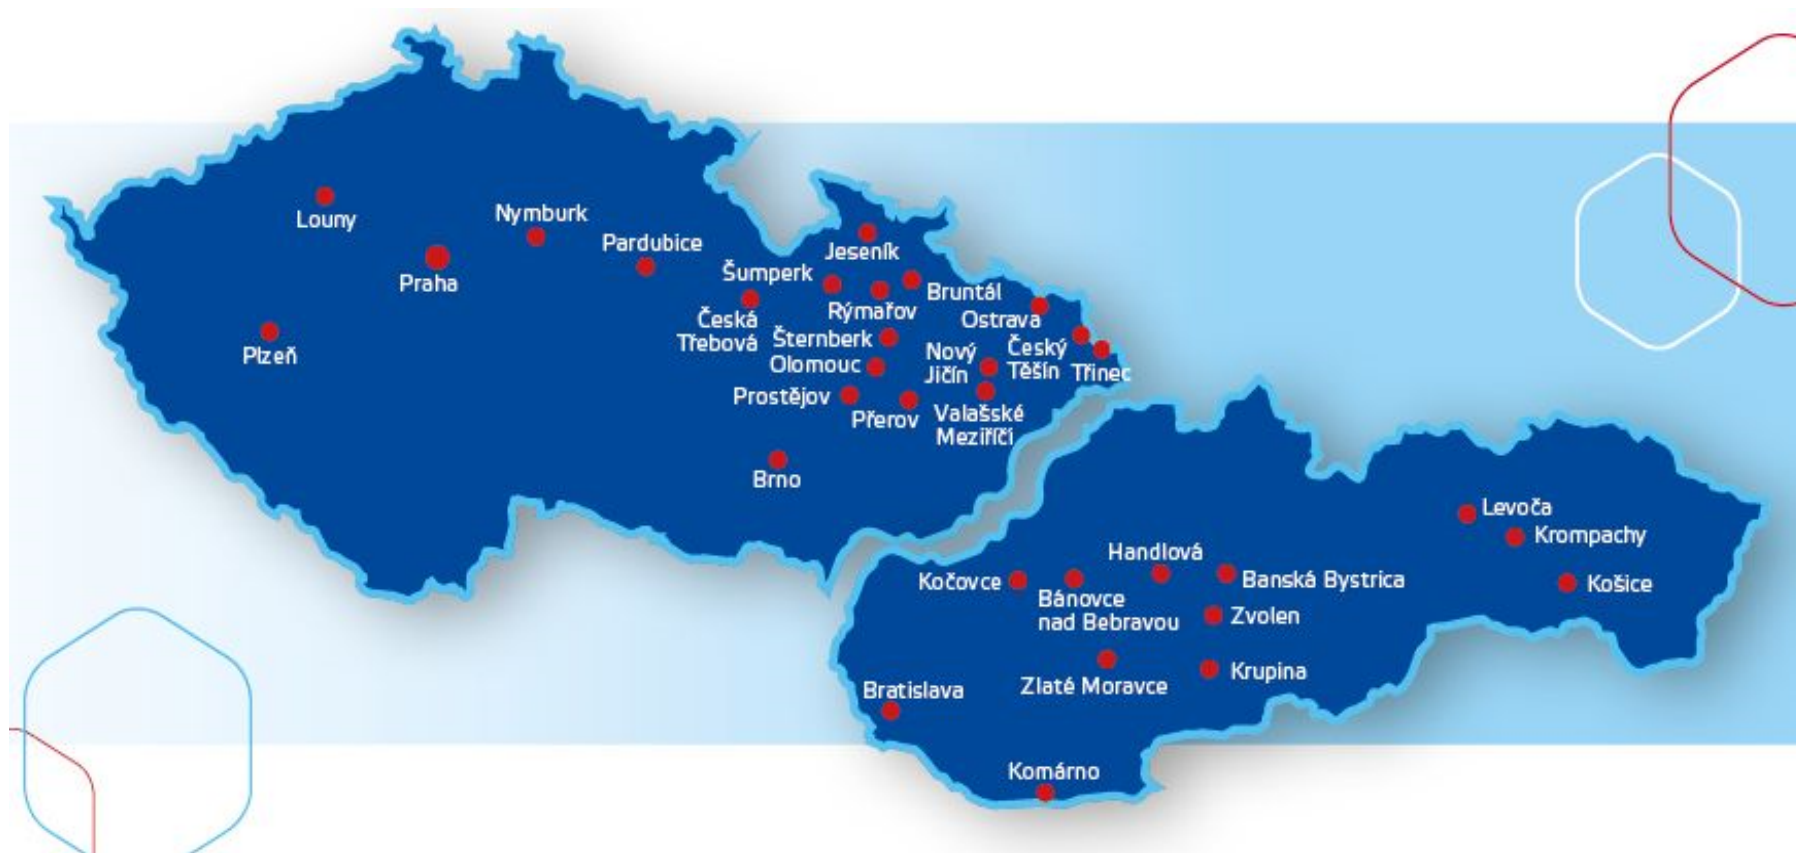 Louny
Nymburk
Pardubice
Praha
Plzeň
Jeseník
Šumperk
Bruntál
Rýmařov
Ostrava
Česká
Třebová
Šternberk
Olomouc
Nový
Jičín
Český
Těšín
Třinec
Prostějov
Přerov
Valašské
Meziříčí
Brno
Levoča
Krompachy
Košice
Handlová
Banská Bystrica
Kočovce
Bánovce
nad Bebravou
Zvolen
Krupina
Zlaté Moravce
Bratislava
Komárno